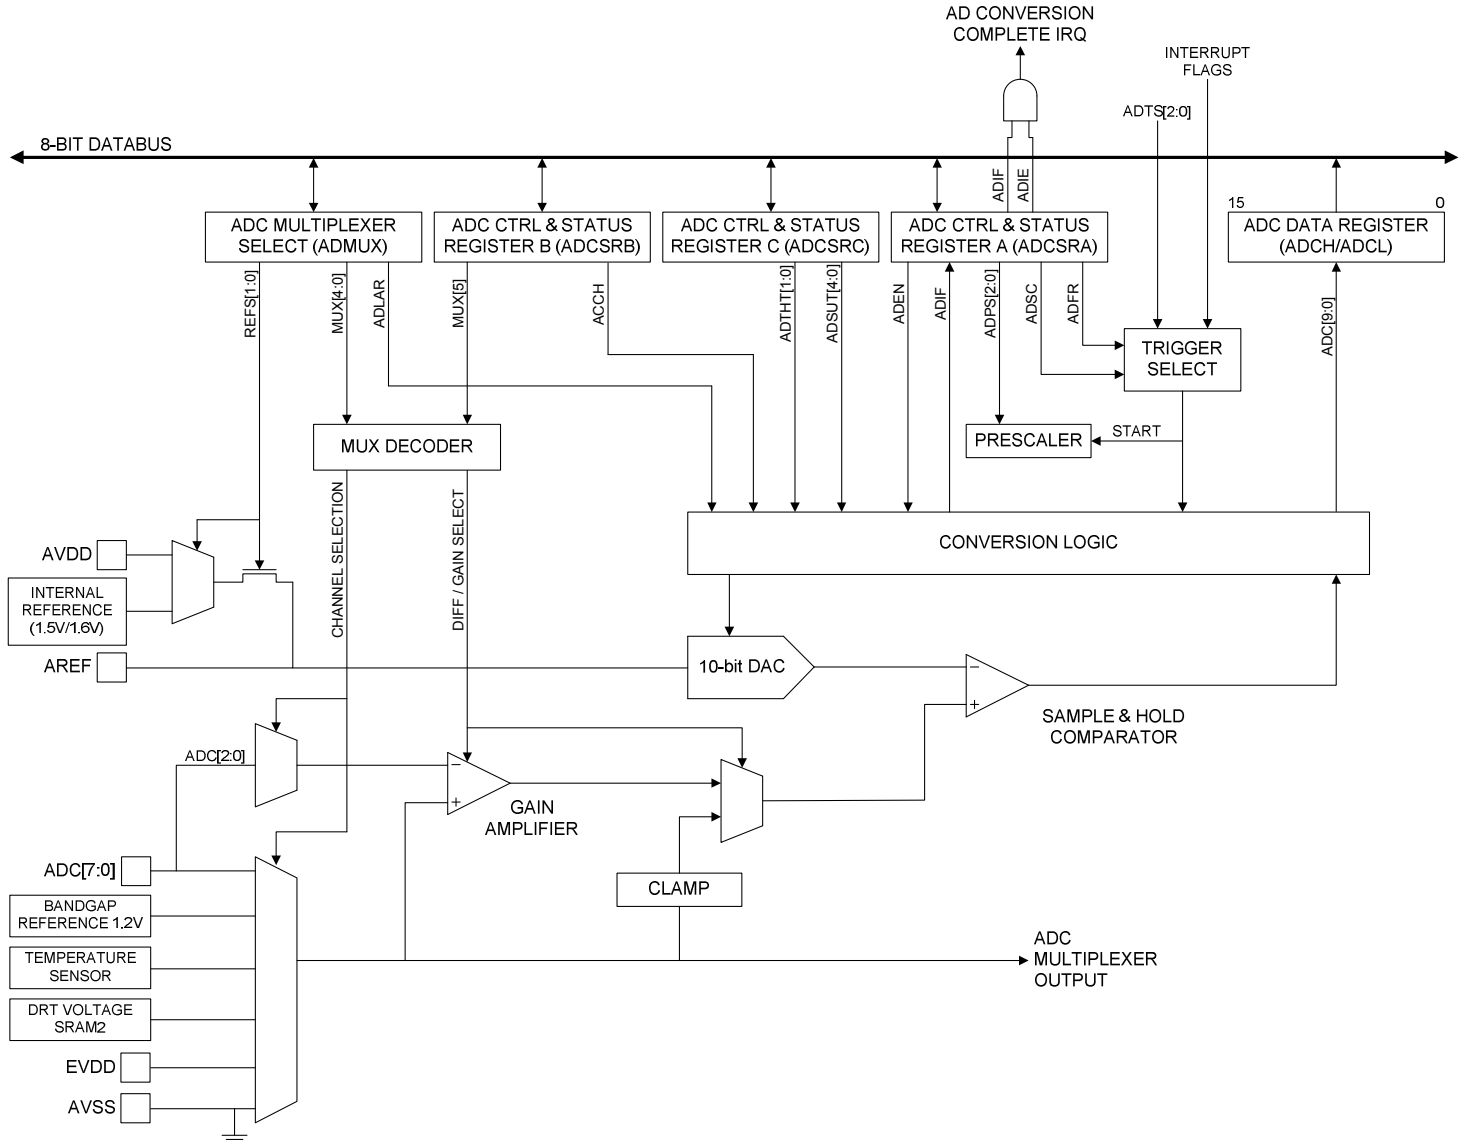 AD CONVERSION
COMPLETE IRQ
INTERRUPT
FLAGS
ADTS[2:0]
8-BIT DATABUS
ADIF
ADIE
15
0
ADC MULTIPLEXER
SELECT (ADMUX)
ADC CTRL & STATUS
REGISTER B (ADCSRB)
ADC CTRL & STATUS
REGISTER C (ADCSRC)
ADC CTRL & STATUS
REGISTER A (ADCSRA)
ADC DATA REGISTER
(ADCH/ADCL)
REFS[1:0]
MUX[4:0]
ADLAR
MUX[5]
ACCH
ADTHT[1:0]
ADSUT[4:0]
ADEN
ADIF
ADPS[2:0]
ADSC
ADFR
ADC[9:0]
TRIGGER
SELECT
MUX DECODER
PRESCALER
START
CHANNEL SELECTION
DIFF / GAIN SELECT
CONVERSION LOGIC
AVDD
INTERNAL
REFERENCE
(1.5V/1.6V)
AREF
10-bit DAC
−
+
SAMPLE & HOLD
COMPARATOR
ADC[2:0]
−
+
GAIN
AMPLIFIER
ADC[7:0]
CLAMP
BANDGAP
REFERENCE 1.2V
TEMPERATURE
SENSOR
ADC
MULTIPLEXER
OUTPUT
DRT VOLTAGE
SRAM2
EVDD
AVSS